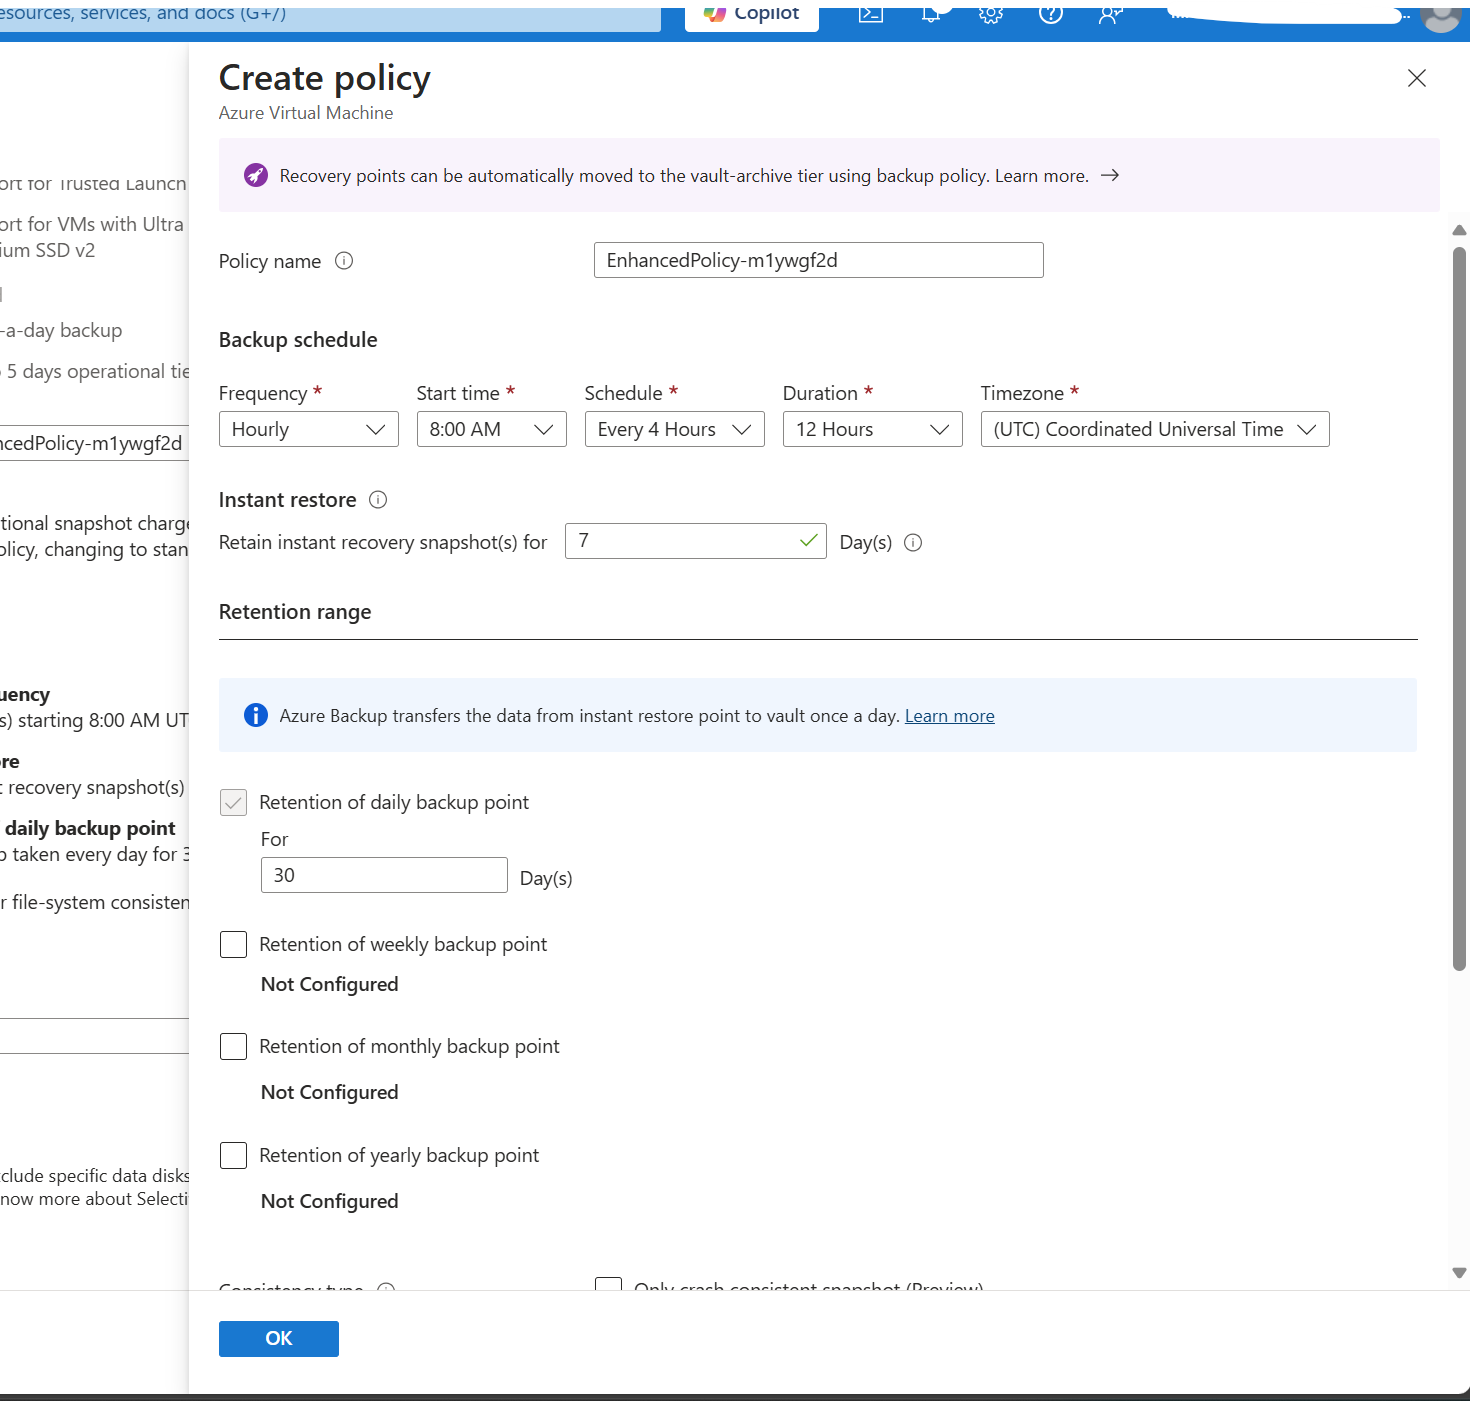 esources, services, and docs (G+/)
Copilot
Create policy
Azure Virtual Machine
Recovery points can be automatically moved to the vault-archive tier using backup policy. Learn more. →
ort for Trusted Launch
ort for VMs with Ultra
ium SSD v2
-a-day backup
5 days operational tie
ncedPolicy-m1ywgf2d
tional snapshot charge
olicy, changing to stan
uency
s) starting 8:00 AM UT
re
t recovery snapshot(s)
daily backup point
p taken every day for 3
r file-system consisten
clude specific data disks
now more about Selecti
Policy name
EnhancedPolicy-m1ywgf2d
Backup schedule
Frequency * Start time * Schedule * Duration * Timezone *
Hourly 8:00 AM Every 4 Hours 12 Hours (UTC) Coordinated Universal Time
Instant restore
Retain instant recovery snapshot(s) for 7 Day(s)
Retention range
Azure Backup transfers the data from instant restore point to vault once a day. Learn more
Retention of daily backup point
For
30 Day(s)
Retention of weekly backup point
Not Configured
Retention of monthly backup point
Not Configured
Retention of yearly backup point
Not Configured
Consistency type
Only crash consistent snapshot (Preview)
OK